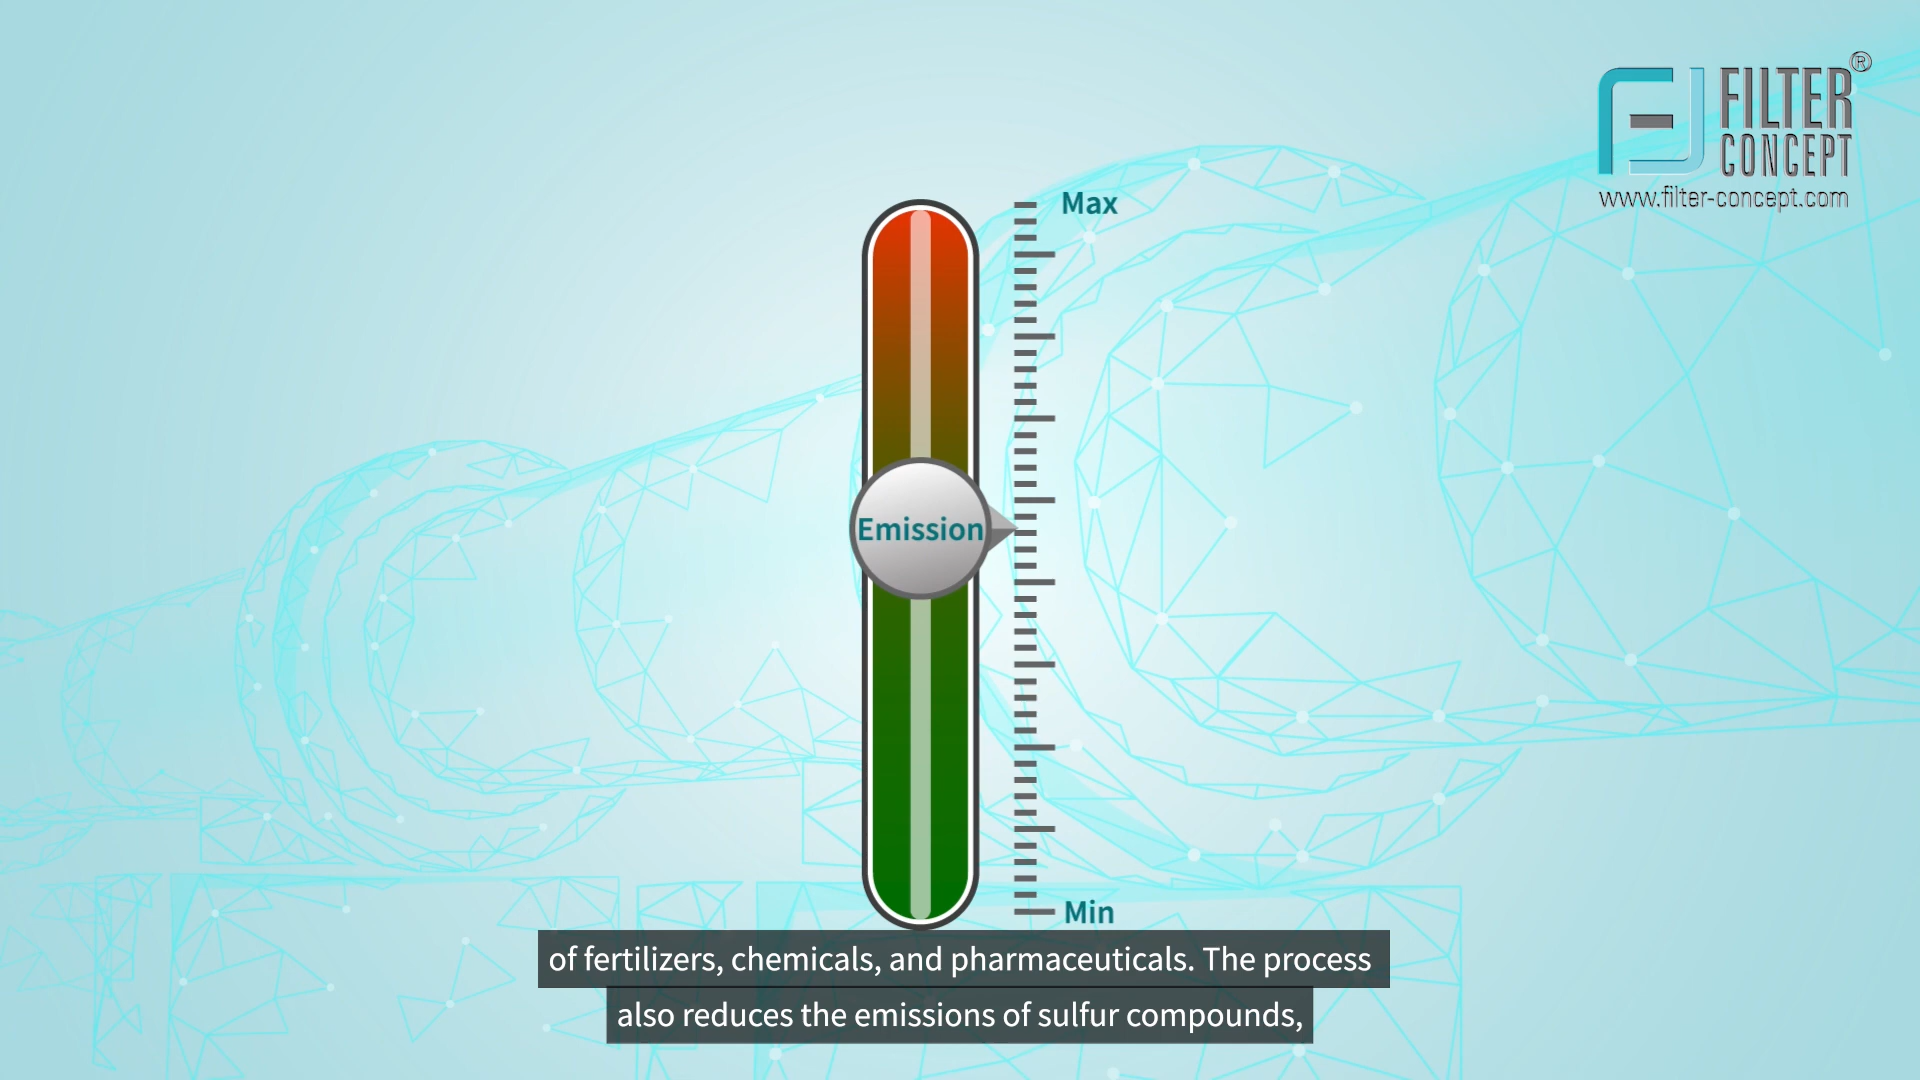 FILTER
CONCEPT
®
www.filter-concept.com
Max
Emission
Min
of fertilizers, chemicals, and pharmaceuticals. The process
also reduces the emissions of sulfur compounds,